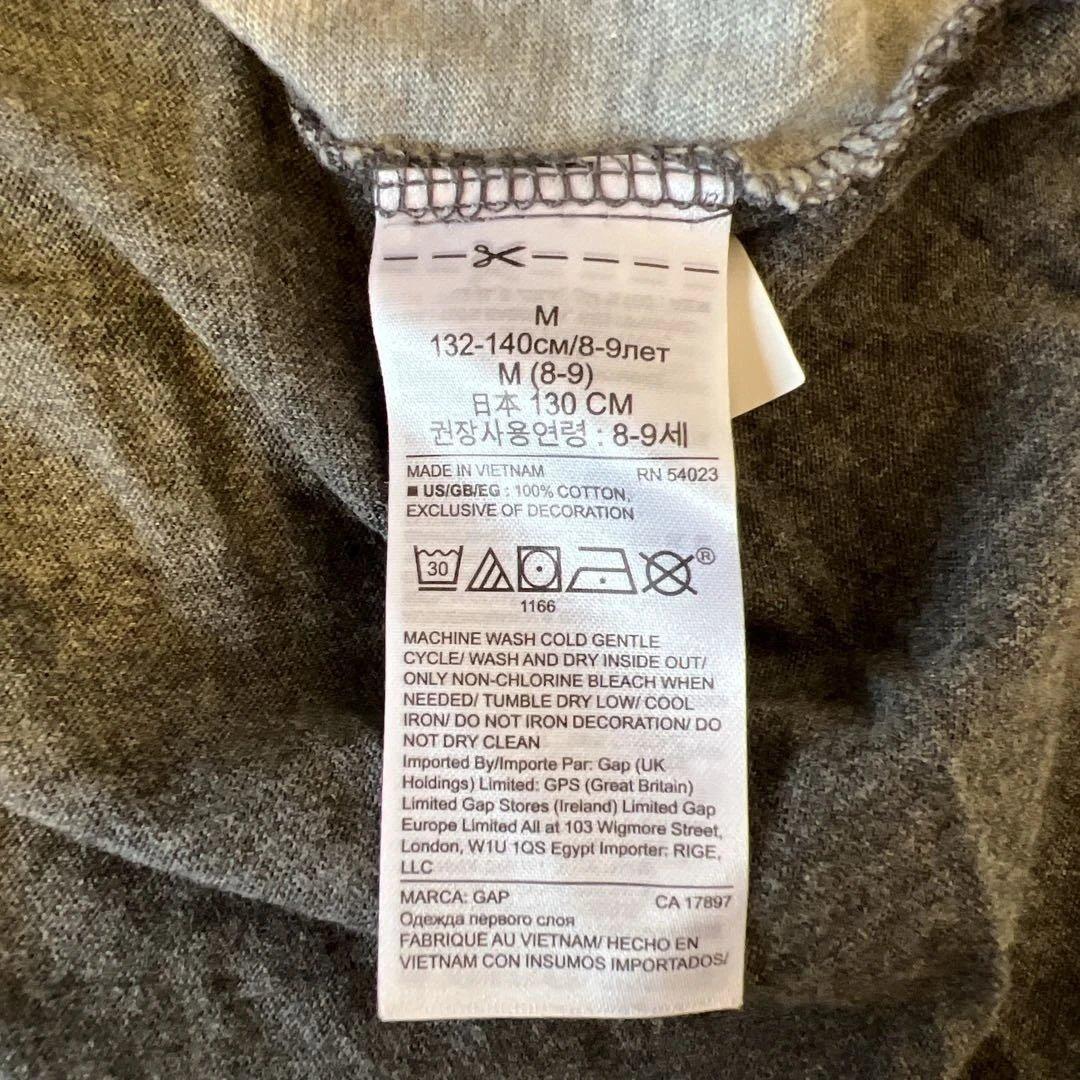 M
132-140см/8-9лет
M (8-9)
日本 130 CM
권장사용연령 : 8-9세
MADE IN VIETNAM RN 54023
■ US/GB/EG : 100% COTTON,
EXCLUSIVE OF DECORATION
30
®
1166
MACHINE WASH COLD GENTLE
CYCLE/ WASH AND DRY INSIDE OUT/
ONLY NON-CHLORINE BLEACH WHEN
NEEDED/ TUMBLE DRY LOW/ COOL
IRON/ DO NOT IRON DECORATION/ DO
NOT DRY CLEAN
Imported By/Importe Par: Gap (UK
Holdings) Limited: GPS (Great Britain)
Limited Gap Stores (Ireland) Limited Gap
Europe Limited All at 103 Wigmore Street,
London, W1U 1QS Egypt Importer: RIGE,
LLC
MARCA: GAP CA 17897
Одежда первого слоя
FABRIQUE AU VIETNAM/ HECHO EN
VIETNAM CON INSUMOS IMPORTADOS/